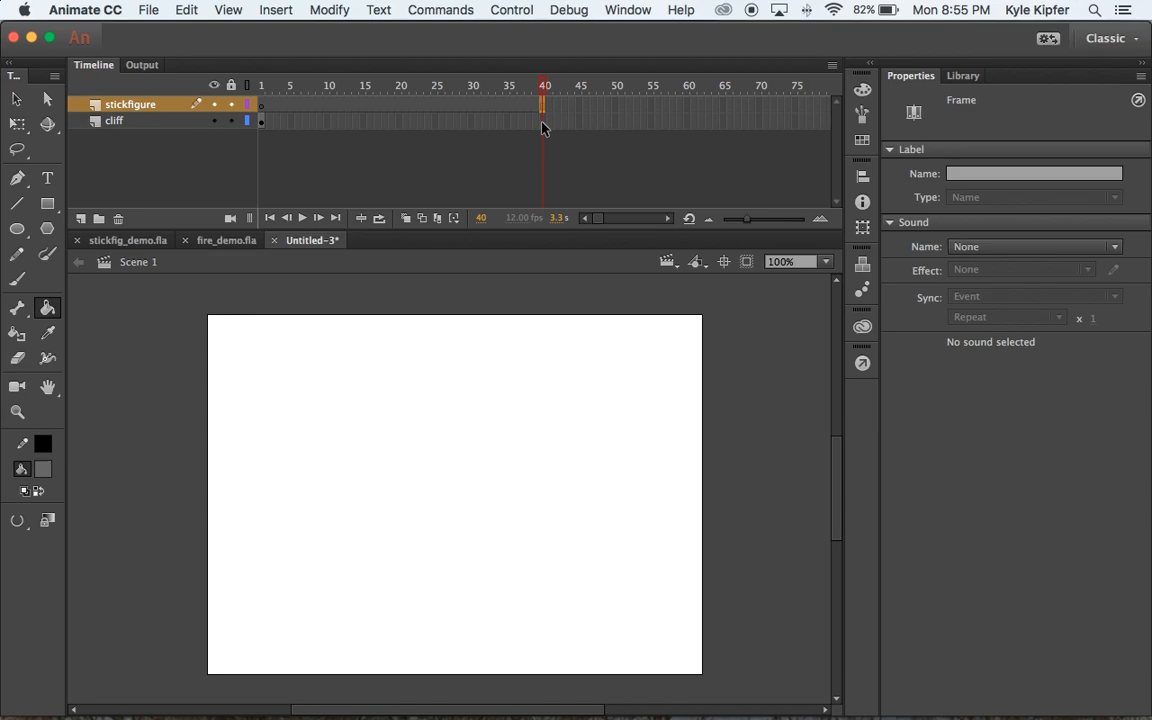 Animate CC File Edit View Insert Modify Text Commands Control Debug Window Help 82% Mon 8:55 PM Kyle Kipfer
An Classic
Timeline Output
T... 1 5 10 15 20 25 30 35 40 45 50 55 60 65 70 75
stickfigure
cliff
40 12.00 fps 3.3 s
stickfig_demo.fla fire_demo.fla Untitled-3*
Scene 1 100%
T
Properties Library
Frame
Label
Name:
Type: Name
Sound
Name: None
Effect: None
Sync: Event
Repeat x 1
No sound selected